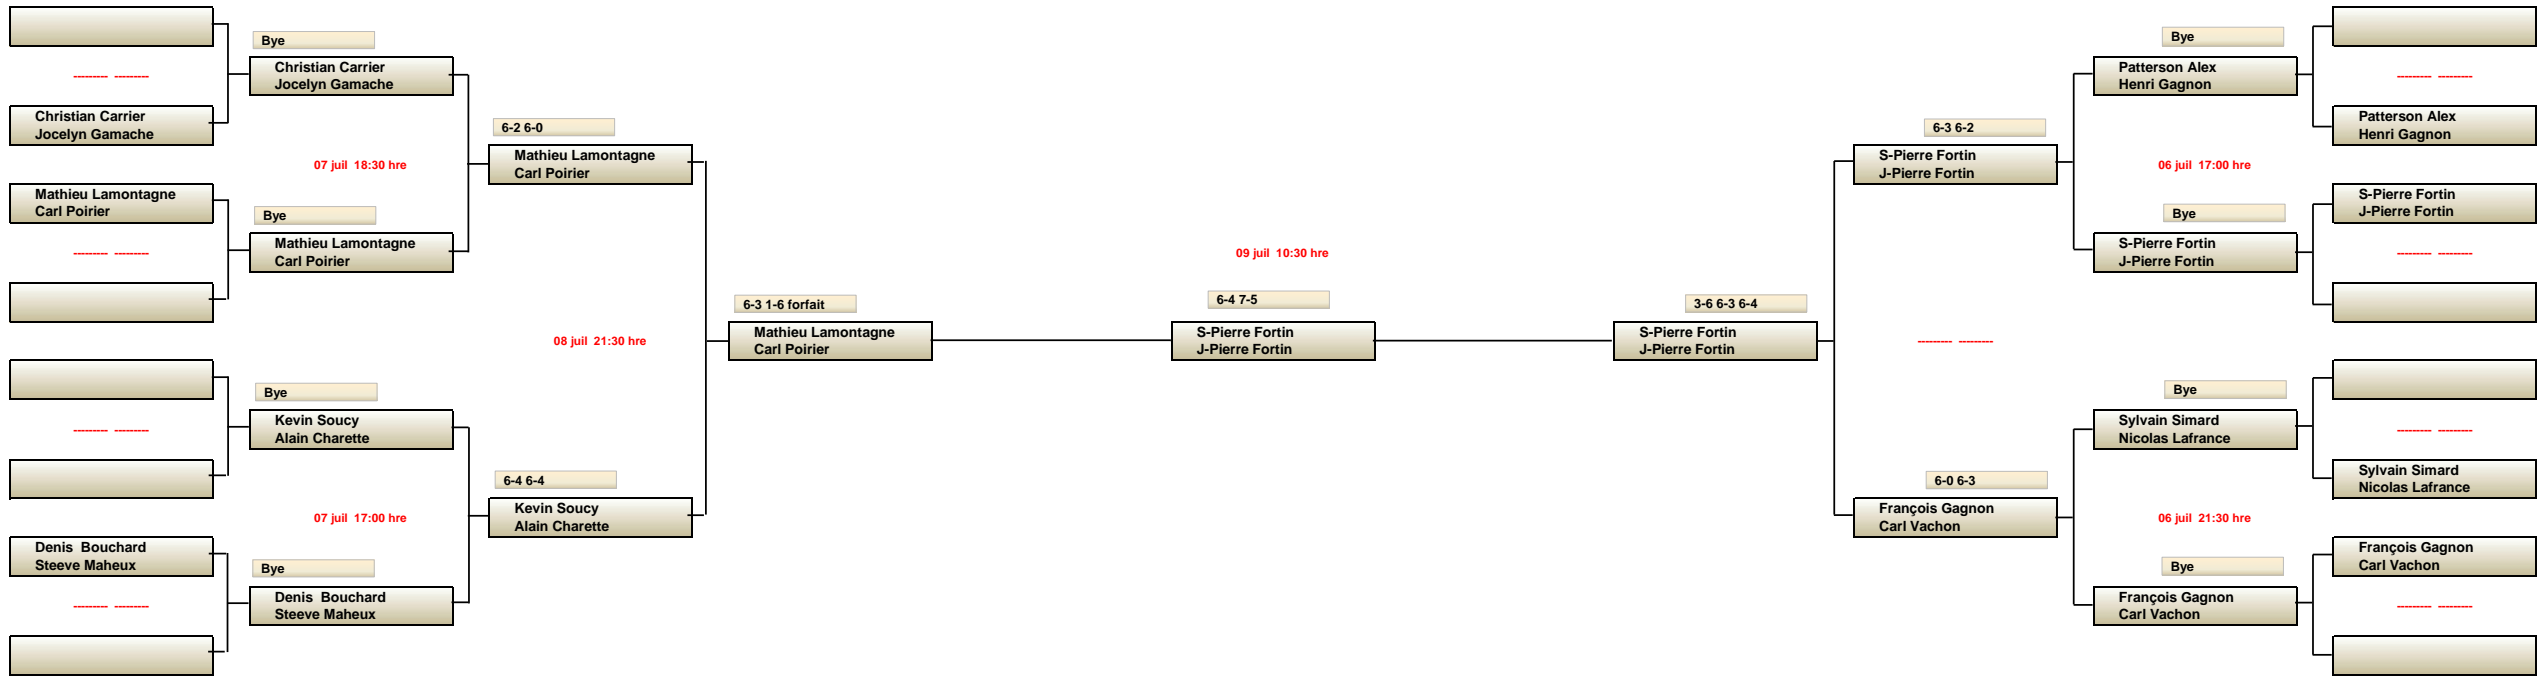 Bye
Christian Carrier
Jocelyn Gamache
--------- ---------
Christian Carrier
Jocelyn Gamache
6-2 6-0
Mathieu Lamontagne
Carl Poirier
07 juil  18:30 hre
Mathieu Lamontagne
Carl Poirier
Bye
Mathieu Lamontagne
Carl Poirier
--------- ---------
6-3 1-6 forfait
Mathieu Lamontagne
Carl Poirier
08 juil  21:30 hre
Bye
Kevin Soucy
Alain Charette
--------- ---------
6-4 6-4
Kevin Soucy
Alain Charette
07 juil  17:00 hre
Denis  Bouchard
Steeve Maheux
Bye
Denis  Bouchard
Steeve Maheux
--------- ---------
09 juil  10:30 hre
6-4 7-5
S-Pierre Fortin
J-Pierre Fortin
3-6 6-3 6-4
S-Pierre Fortin
J-Pierre Fortin
--------- ---------
6-3 6-2
S-Pierre Fortin
J-Pierre Fortin
Bye
Patterson Alex
Henri Gagnon
--------- ---------
Patterson Alex
Henri Gagnon
06 juil  17:00 hre
Bye
S-Pierre Fortin
J-Pierre Fortin
S-Pierre Fortin
J-Pierre Fortin
--------- ---------
6-0 6-3
François Gagnon
Carl Vachon
Bye
Sylvain Simard
Nicolas Lafrance
--------- ---------
Sylvain Simard
Nicolas Lafrance
06 juil  21:30 hre
Bye
François Gagnon
Carl Vachon
François Gagnon
Carl Vachon
--------- ---------